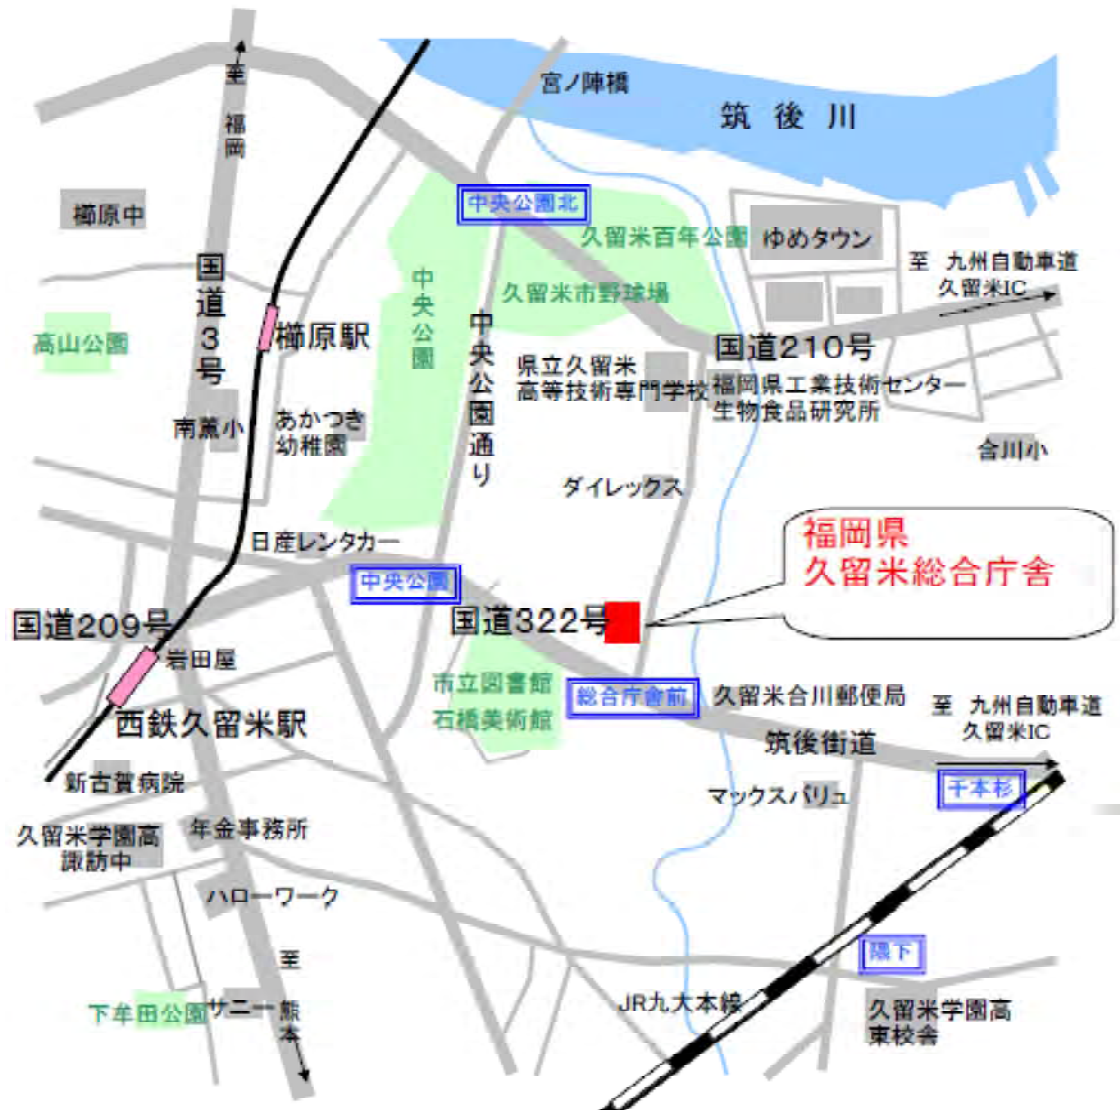 宮ノ陣橋
筑後川
至 福岡
櫛原中
中央公園北
久留米百年公園
ゆめタウン
国道3号
至 九州自動車道
久留米IC
中央公園
久留米市野球場
高山公園
櫛原駅
中央公園通り
国道210号
県立久留米
高等技術専門学校
福岡県工業技術センター
生物食品研究所
南薫小
あかつき
幼稚園
合川小
ダイレックス
福岡県
久留米総合庁舎
日産レンタカー
中央公園
国道209号
国道322号
岩田屋
市立図書館
石橋美術館
総合庁舎前
久留米合川郵便局
至 九州自動車道
久留米IC
西鉄久留米駅
筑後街道
新古賀病院
マックスバリュ
千本杉
久留米学園高
諏訪中
年金事務所
ハローワーク
隈下
至 熊本
下牟田公園
サニー
JR九大本線
久留米学園高
東校舎